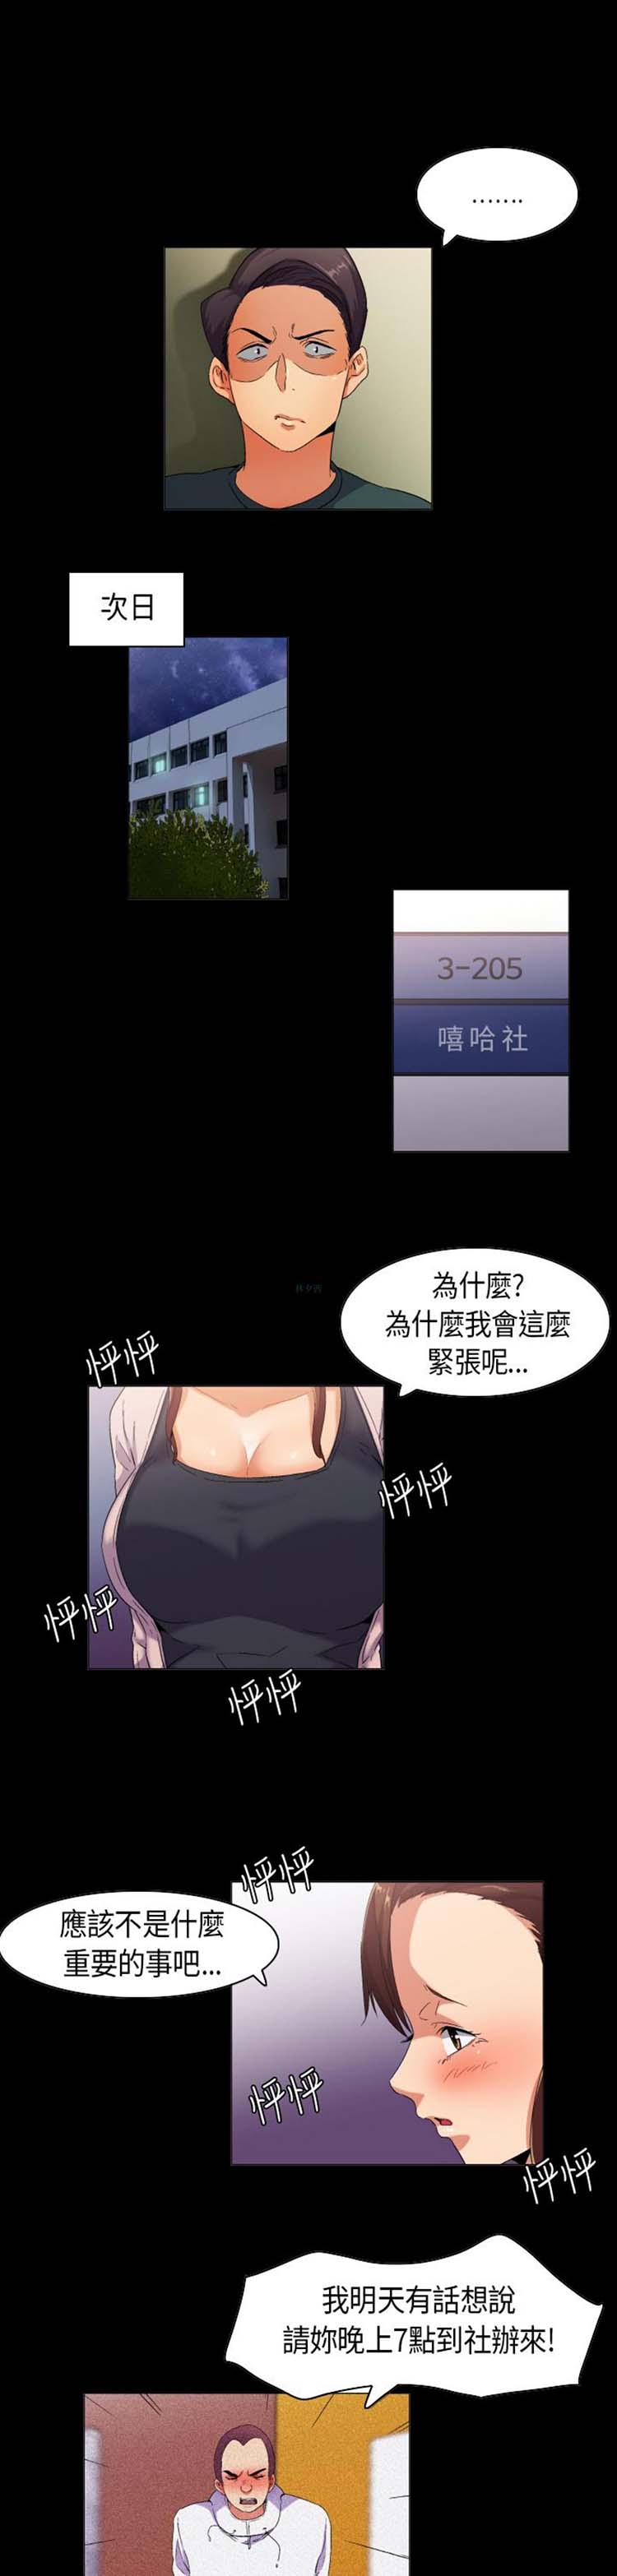 .......
次日
3-205
嘻哈社
為什麼?
為什麼我會這麼
緊張呢...
怦怦
怦怦
怦怦
怦怦
怦怦
應該不是什麼
重要的事吧...
怦怦
怦怦
我明天有話想說
請妳晚上7點到社辦來!